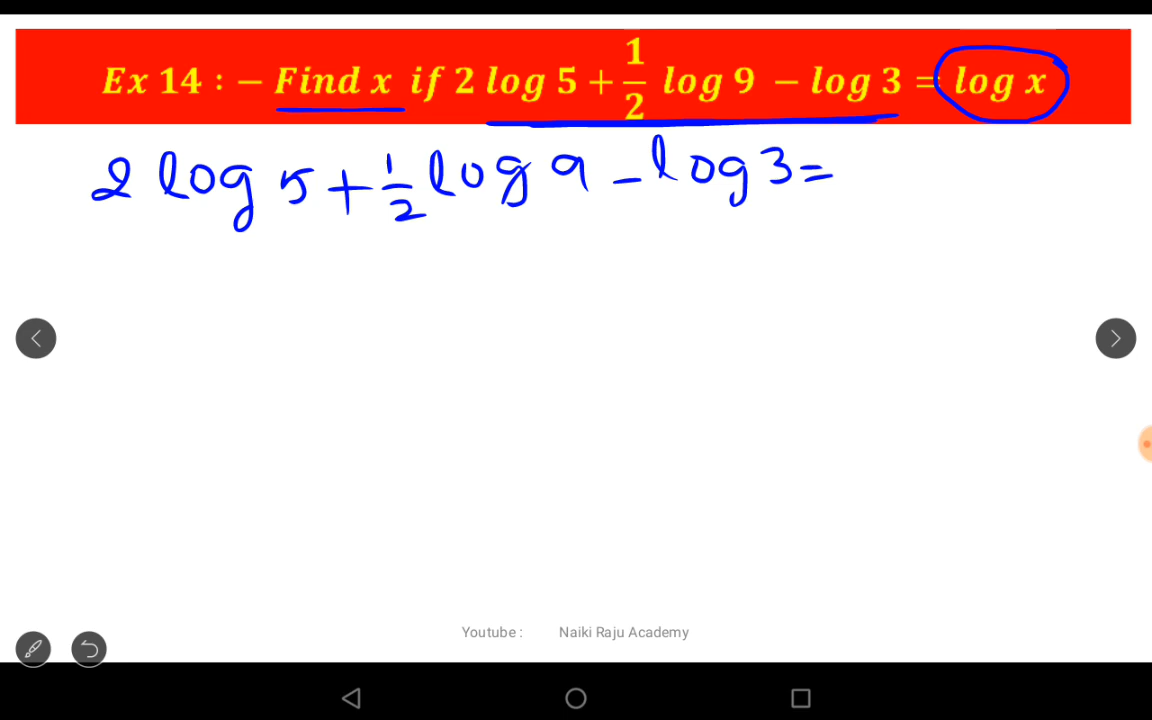 Ex 14 : − Find x if 2 log 5 + 1/2 log 9 − log 3 = log x
2 log 5 + 1/2 log 9 - log 3 =
Youtube : Naiki Raju Academy